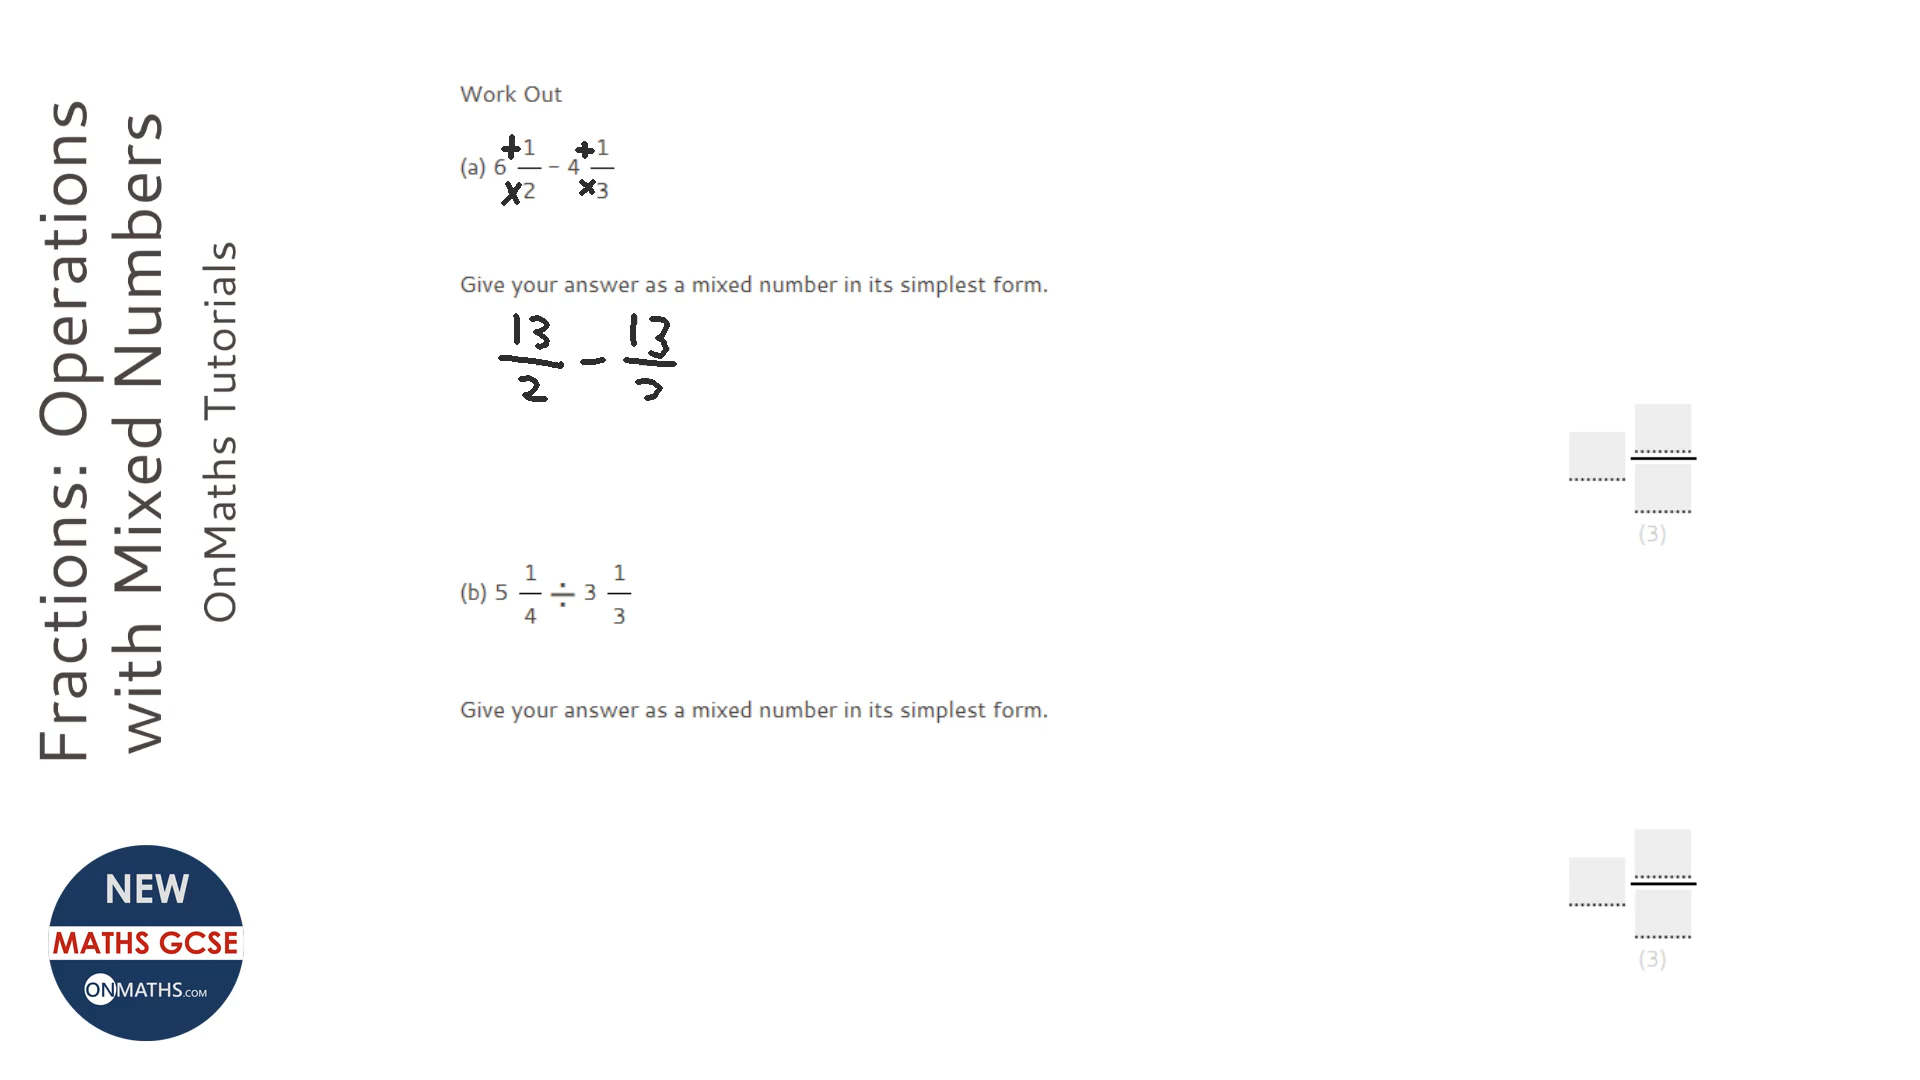 Fractions: Operations
with Mixed Numbers
OnMaths Tutorials
Work Out
(a) 6 + 1/× 2 − 4 + 1/× 3
Give your answer as a mixed number in its simplest form.
13/2 − 13/
(3)
(b) 5 1/4 ÷ 3 1/3
Give your answer as a mixed number in its simplest form.
(3)
NEW
MATHS GCSE
ONMATHS.COM